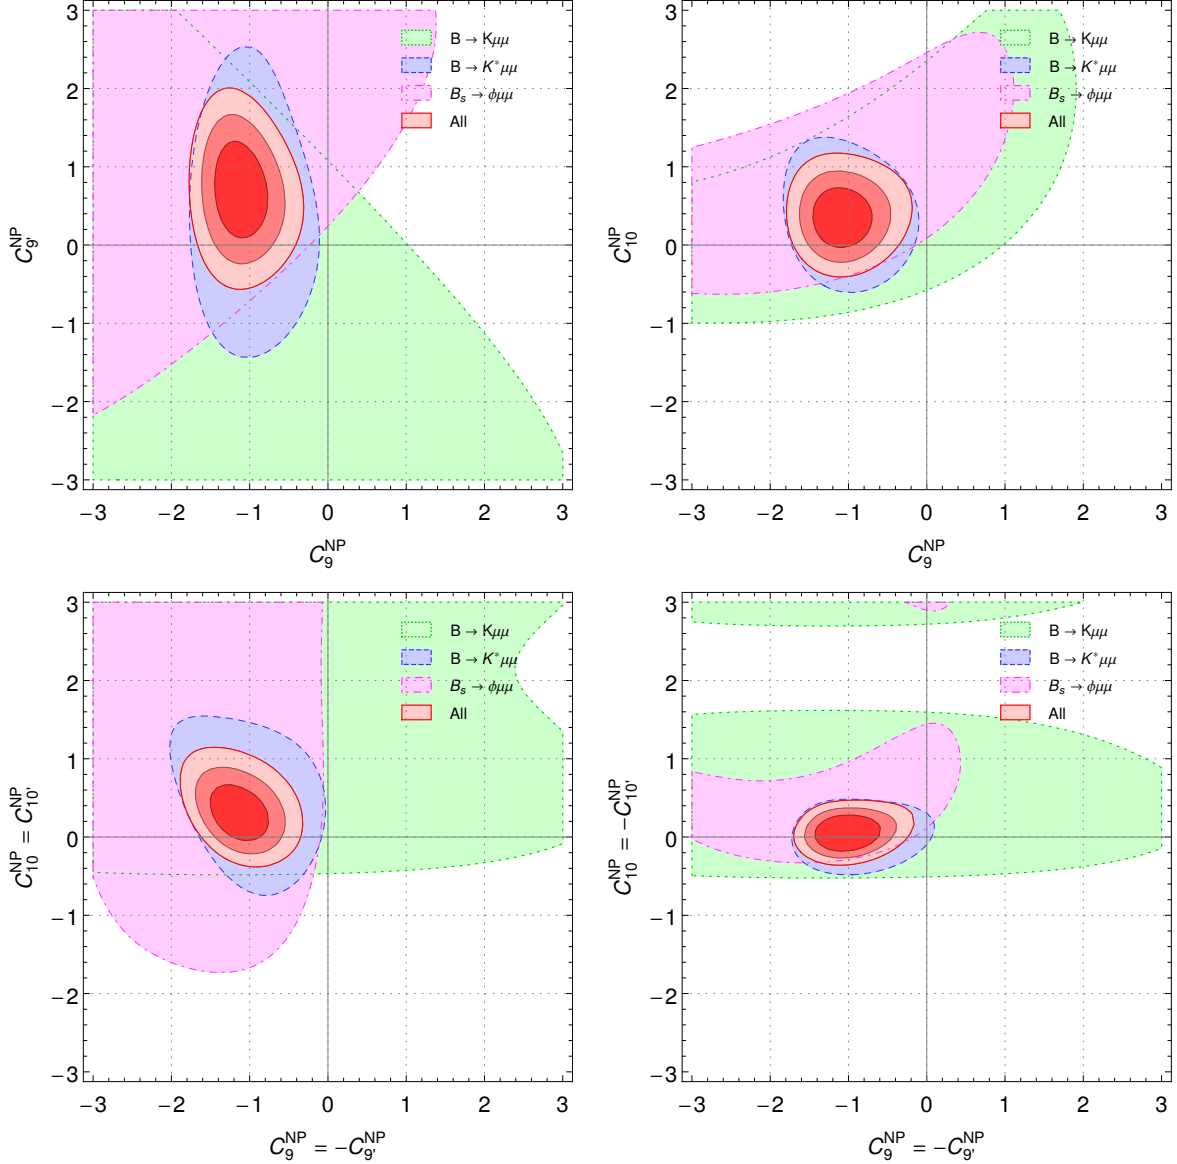 3
2
1
0
−1
−2
−3
C₉′ᴺᴾ
B → Kμμ
B → K*μμ
Bₛ → ϕμμ
All
−3 −2 −1 0 1 2 3
C₉ᴺᴾ
3
2
1
0
−1
−2
−3
C₁₀ᴺᴾ
B → Kμμ
B → K*μμ
Bₛ → ϕμμ
All
−3 −2 −1 0 1 2 3
C₉ᴺᴾ
3
2
1
0
−1
−2
−3
C₁₀ᴺᴾ = C₁₀′ᴺᴾ
B → Kμμ
B → K*μμ
Bₛ → ϕμμ
All
−3 −2 −1 0 1 2 3
C₉ᴺᴾ = −C₉′ᴺᴾ
3
2
1
0
−1
−2
−3
C₁₀ᴺᴾ = −C₁₀′ᴺᴾ
B → Kμμ
B → K*μμ
Bₛ → ϕμμ
All
−3 −2 −1 0 1 2 3
C₉ᴺᴾ = −C₉′ᴺᴾ